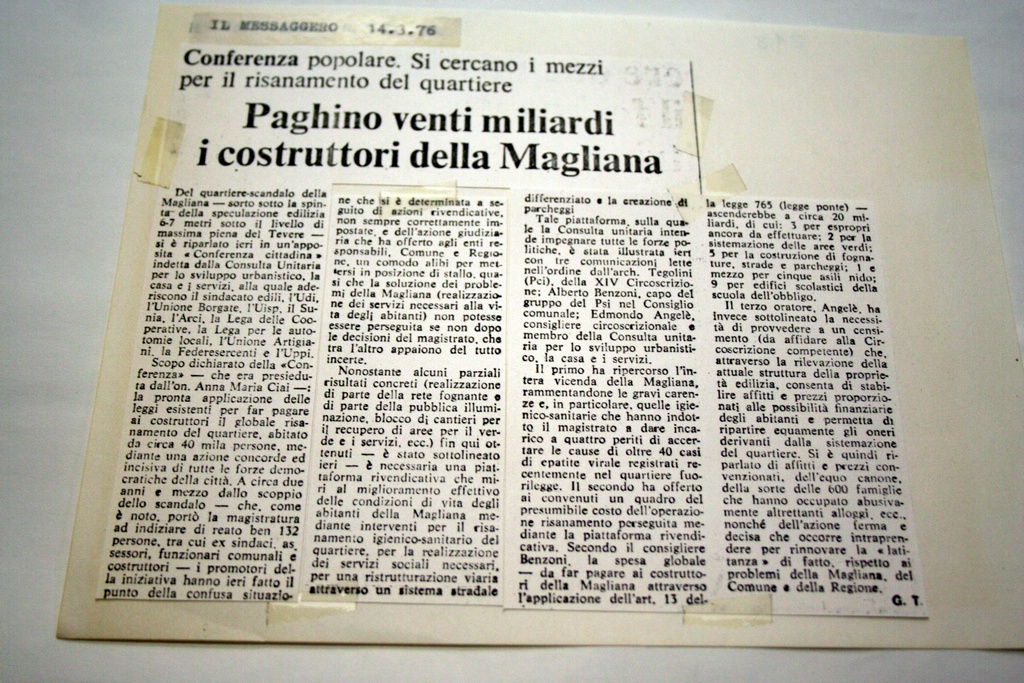 IL MESSAGGERO 14.3.76
Conferenza popolare. Si cercano i mezzi
per il risanamento del quartiere
Paghino venti miliardi
i costruttori della Magliana
Del quartiere-scandalo della
Magliana — sorto sotto la spin-
ta della speculazione edilizia
6-7 metri sotto il livello di
massima piena del Tevere —
si è riparlato ieri in un'appo-
sita «Conferenza cittadina»
indetta dalla Consulta Unitaria
per lo sviluppo urbanistico, la
casa e i servizi, alla quale ade-
riscono il sindacato edili, l'Udi,
l'Unione Borgate, l'Uisp, il Su-
nia, l'Arci, la Lega delle Coo-
perative, la Lega per le auto-
tomie locali, l'Unione Artigia-
ni, la Federesercenti e l'Uppi.
Scopo dichiarato della «Con-
ferenza» — che era presiedu-
ta dall'on. Anna Maria Ciai —:
la pronta applicazione delle
leggi esistenti per far pagare
ai costruttori il globale risa-
namento del quartiere, abitato
da circa 40 mila persone, me-
diante una azione concorde ed
incisiva di tutte le forze demo-
cratiche della città. A circa due
anni e mezzo dallo scoppio
dello scandalo — che, come
è noto, portò la magistratura
ad indiziare di reato ben 132
persone, tra cui ex sindaci, as
sessori, funzionari comunali e
costruttori — i promotori del-
la iniziativa hanno ieri fatto il
punto della confusa situazio-
ne che si è determinata a se-
guito di azioni rivendicative,
non sempre correttamente im-
postate, e dell'azione giudizia-
ria che ha offerto agli enti re-
sponsabili, Comune e Regio-
ne, un comodo alibi per met-
tersi in posizione di stallo, qua-
si che la soluzione dei proble-
mi della Magliana (realizzazio-
ne dei servizi necessari alla vi-
ta degli abitanti) non potesse
essere perseguita se non dopo
le decisioni del magistrato, che
tra l'altro appaiono del tutto
incerte.
Nonostante alcuni parziali
risultati concreti (realizzazione
di parte della rete fognante e
di parte della pubblica illumi-
nazione, blocco di cantieri per
il recupero di aree per il ver-
de e i servizi, ecc.) fin qui ot-
tenuti — è stato sottolineato
ieri — è necessaria una piat-
taforma rivendicativa che mi-
ri al miglioramento effettivo
delle condizioni di vita degli
abitanti della Magliana me-
diante interventi per il risa-
namento igienico-sanitario del
quartiere, per la realizzazione
dei servizi sociali necessari,
per una ristrutturazione viaria
attraverso un sistema stradale
differenziato e la creazione di
parcheggi
Tale piattaforma, sulla qua-
le la Consulta unitaria inten-
de impegnare tutte le forze po-
litiche, è stata illustrata ieri
con tre comunicazioni lette
nell'ordine dall'arch. Tegolini
(Pci), della XIV Circoscrizio-
ne; Alberto Benzoni, capo del
gruppo del Psi nel Consiglio
comunale; Edmondo Angelè,
consigliere circoscrizionale e
membro della Consulta unita-
ria per lo sviluppo urbanisti-
co, la casa e i servizi.
Il primo ha ripercorso l'in-
tera vicenda della Magliana,
rammentandone le gravi caren-
ze e, in particolare, quelle igie-
nico-sanitarie che hanno indot-
to il magistrato a dare inca-
rico a quattro periti di accer-
tare le cause di oltre 40 casi
di epatite virale registrati re-
centemente nel quartiere fuo-
rilegge. Il secondo ha offerto
ai convenuti un quadro del
presumibile costo dell'operazio-
ne risanamento perseguita me-
diante la piattaforma rivendi-
cativa. Secondo il consigliere
Benzoni, la spesa globale
— da far pagare ai costrutto-
ri della Magliana attraverso
l'applicazione dell'art. 13 del-
la legge 765 (legge ponte) —
ascenderebbe a circa 20 mi-
liardi, di cui: 3 per espropri
ancora da effettuare; 2 per la
sistemazione delle aree verdi;
5 per la costruzione di fogna-
ture, strade e parcheggi; 1 e
mezzo per cinque asili nido;
9 per edifici scolastici della
scuola dell'obbligo.
Il terzo oratore, Angelè, ha
invece sottolineato la necessi-
tà di provvedere a un censi-
mento (da affidare alla Cir-
coscrizione competente) che,
attraverso la rilevazione della
attuale struttura della proprie-
tà edilizia, consenta di stabi-
lire affitti e prezzi proporzio-
nati alle possibilità finanziarie
degli abitanti e permetta di
ripartire equamente gli oneri
derivanti dalla sistemazione
del quartiere. Si è quindi ri-
parlato di affitti e prezzi con-
venzionati, dell'equo canone,
della sorte delle 600 famiglie
che hanno occupato abusiva-
mente altrettanti alloggi, ecc.,
nonché dell'azione ferma e
decisa che occorre intrapren-
dere per rinnovare la «lati-
tanza» di fatto, rispetto ai
problemi della Magliana, del
Comune e della Regione.
G. T.